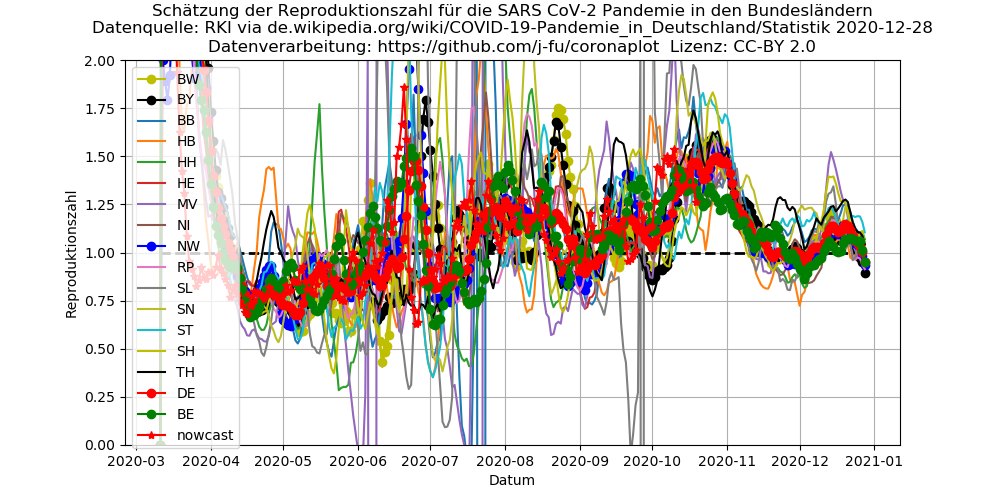 Schätzung der Reproduktionszahl für die SARS CoV-2 Pandemie in den Bundesländern
Datenquelle: RKI via de.wikipedia.org/wiki/COVID-19-Pandemie_in_Deutschland/Statistik 2020-12-28
Datenverarbeitung: https://github.com/j-fu/coronaplot  Lizenz: CC-BY 2.0
Reproduktionszahl
2.00
1.75
1.50
1.25
1.00
0.75
0.50
0.25
0.00
BW
BY
BB
HB
HH
HE
MV
NI
NW
RP
SL
SN
ST
SH
TH
DE
BE
nowcast
2020-03 2020-04 2020-05 2020-06 2020-07 2020-08 2020-09 2020-10 2020-11 2020-12 2021-01
Datum